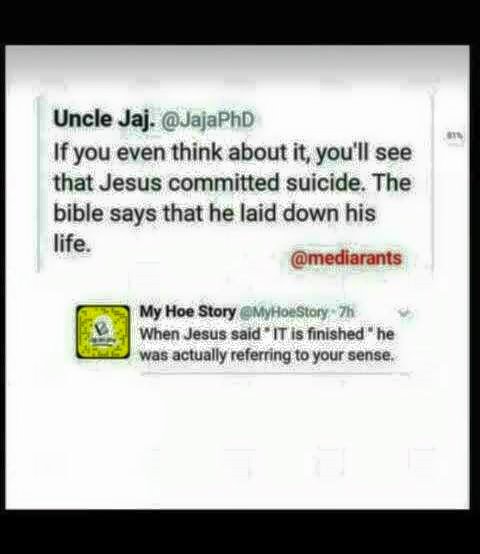 Uncle Jaj. @JajaPhD
If you even think about it, you'll see
that Jesus committed suicide. The
bible says that he laid down his
life.
@mediarants
81%
My Hoe Story @MyHoeStory · 7h
When Jesus said " IT is finished " he
was actually referring to your sense.